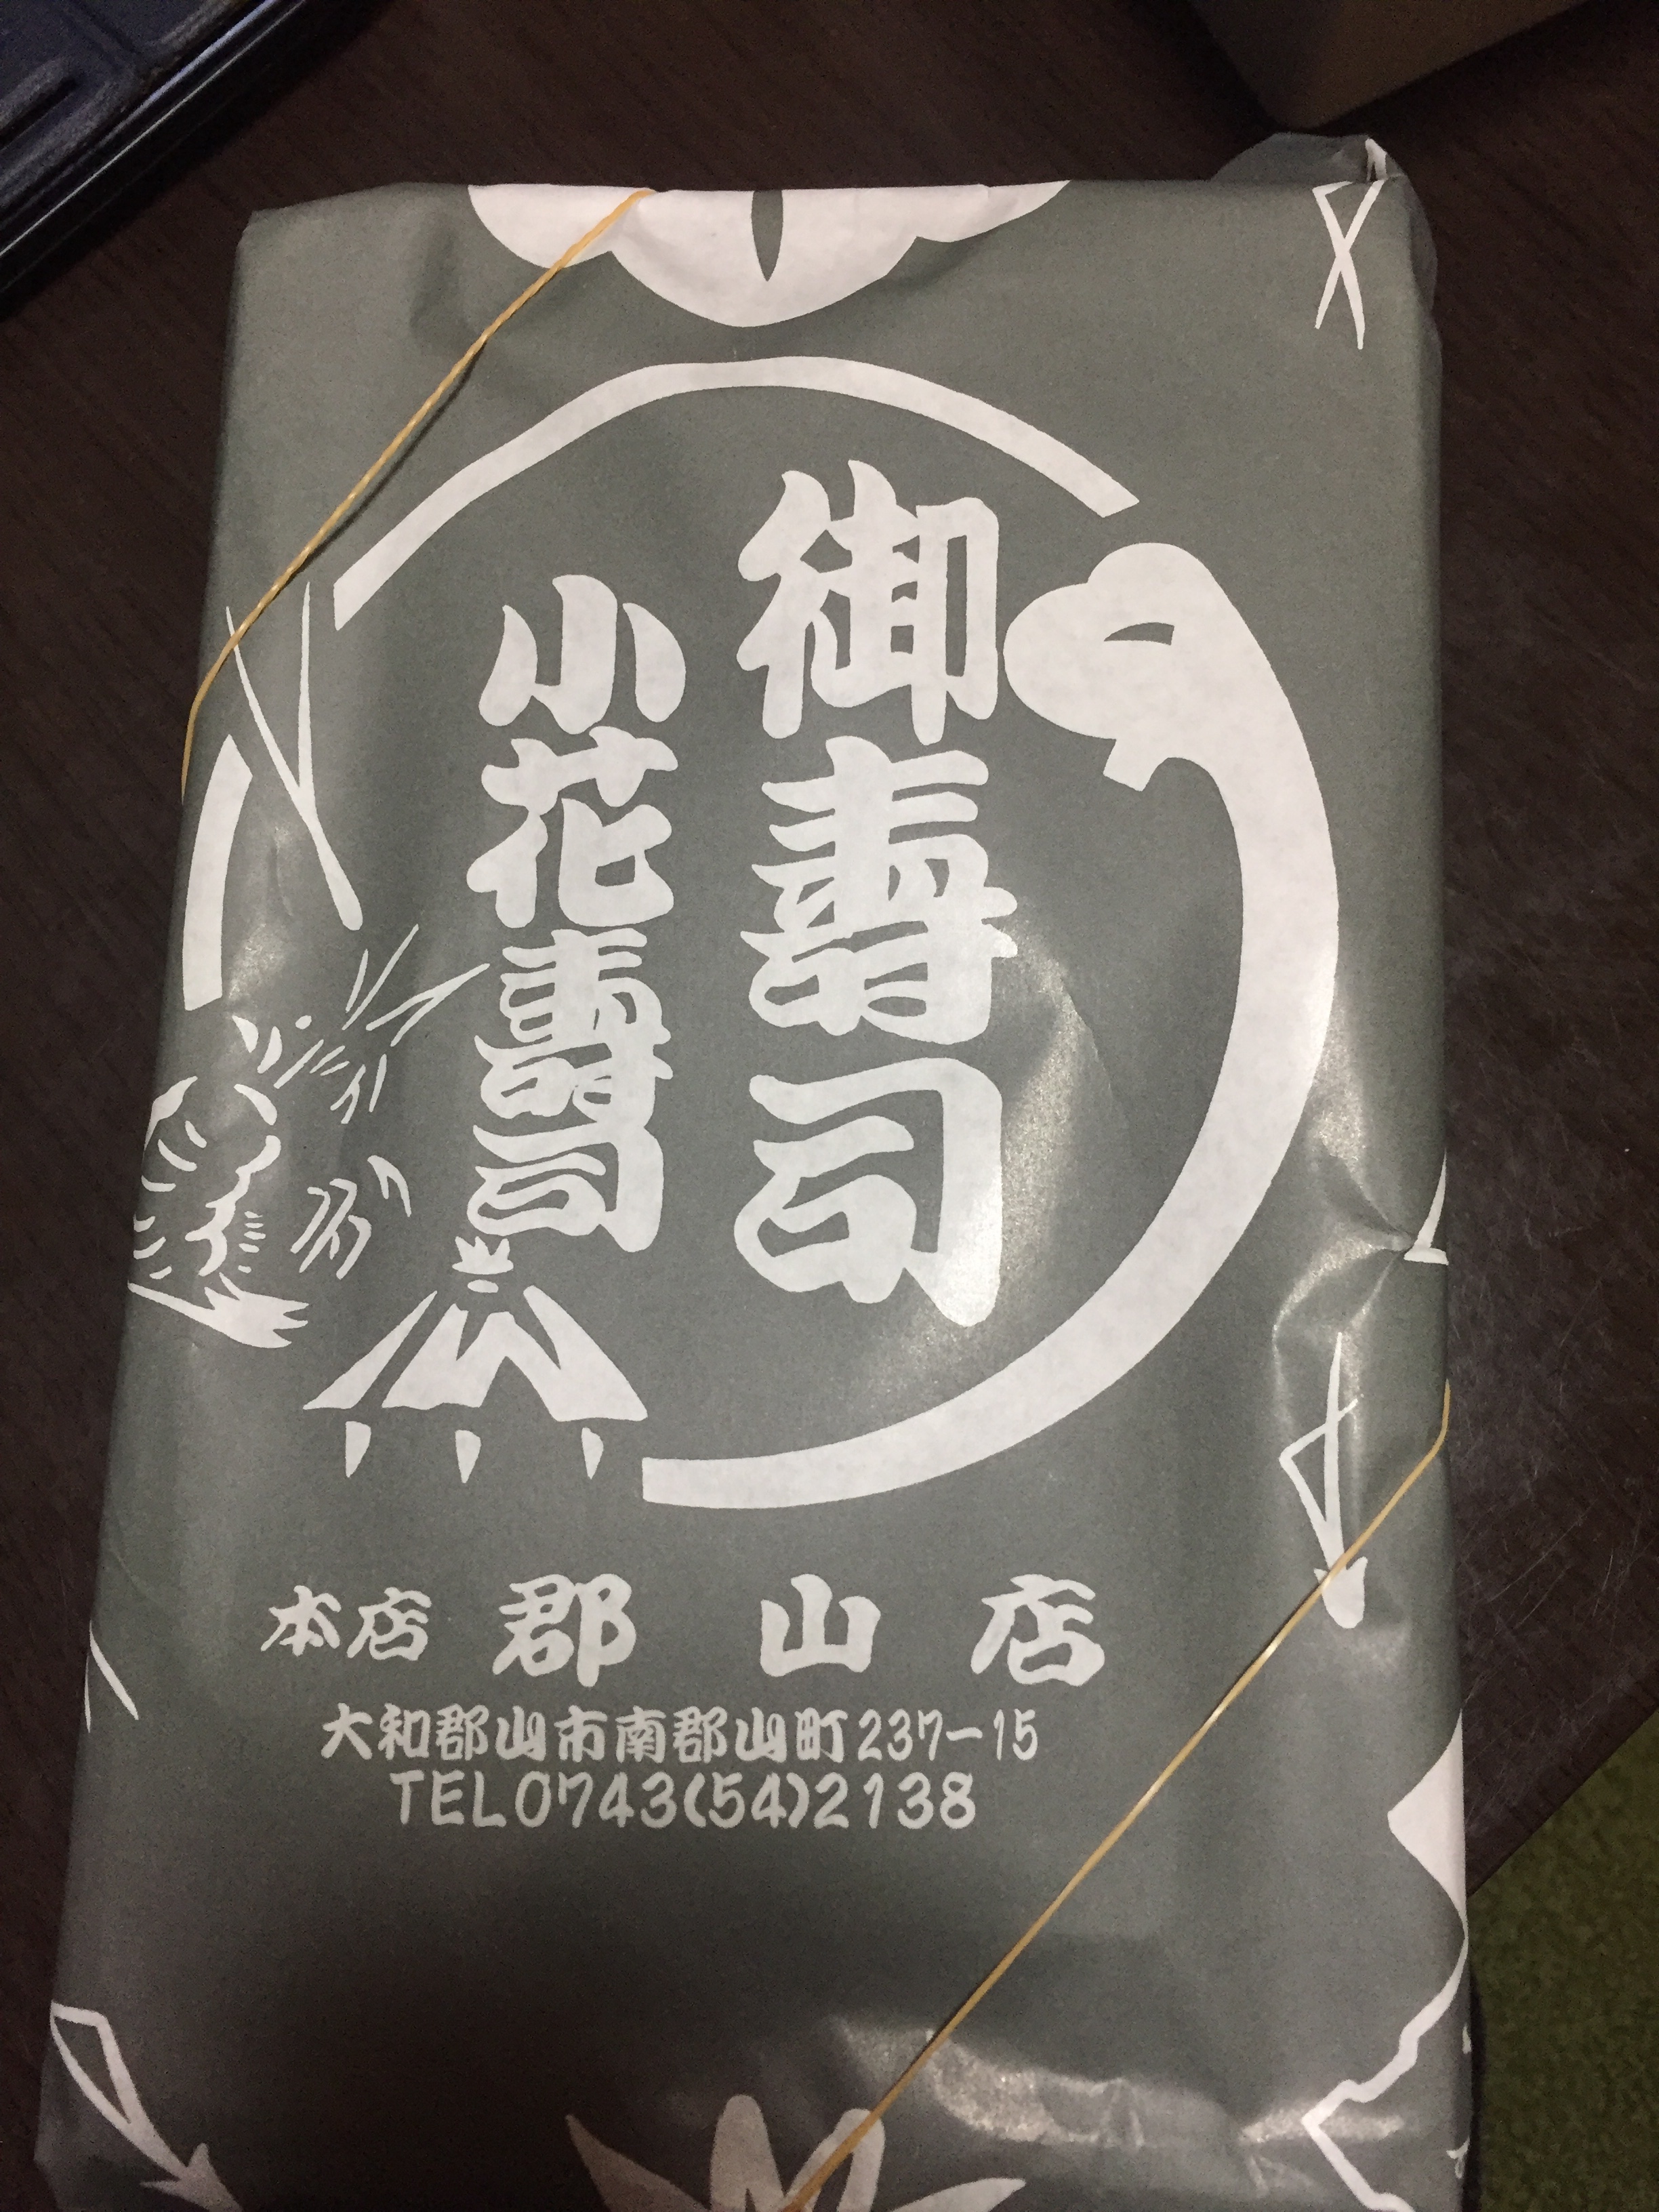 御寿司
小花寿司
本店 郡山店
大和郡山市南郡山町237-15
TEL0743(54)2138